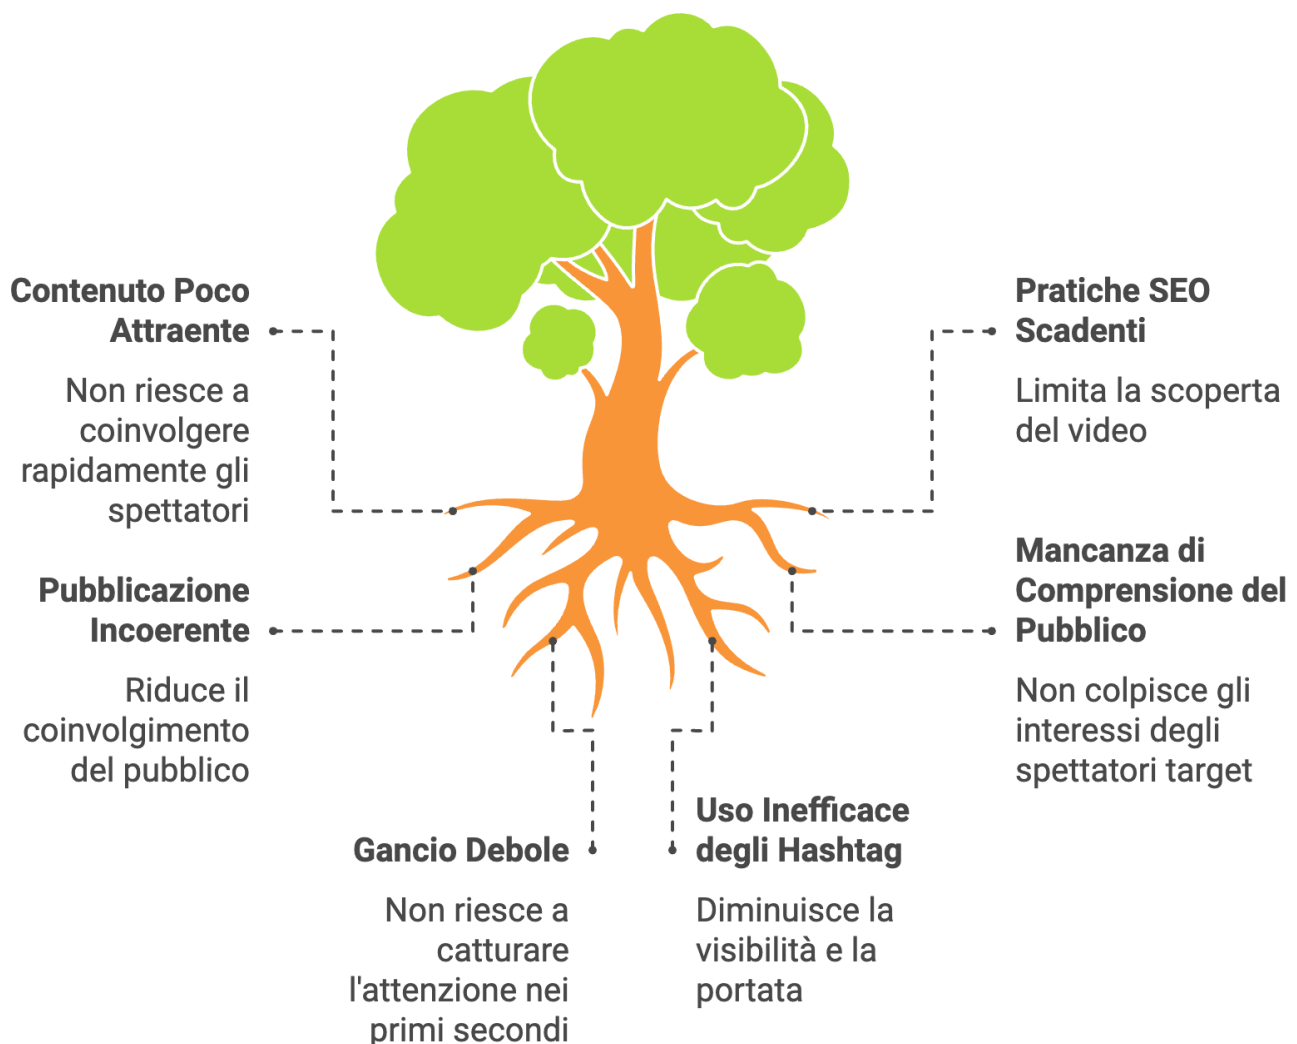 Contenuto Poco
Attraente
Non riesce a
coinvolgere
rapidamente gli
spettatori
Pubblicazione
Incoerente
Riduce il
coinvolgimento
del pubblico
Gancio Debole
Non riesce a
catturare
l'attenzione nei
primi secondi
Uso Inefficace
degli Hashtag
Diminuisce la
visibilità e la
portata
Mancanza di
Comprensione del
Pubblico
Non colpisce gli
interessi degli
spettatori target
Pratiche SEO
Scadenti
Limita la scoperta
del video